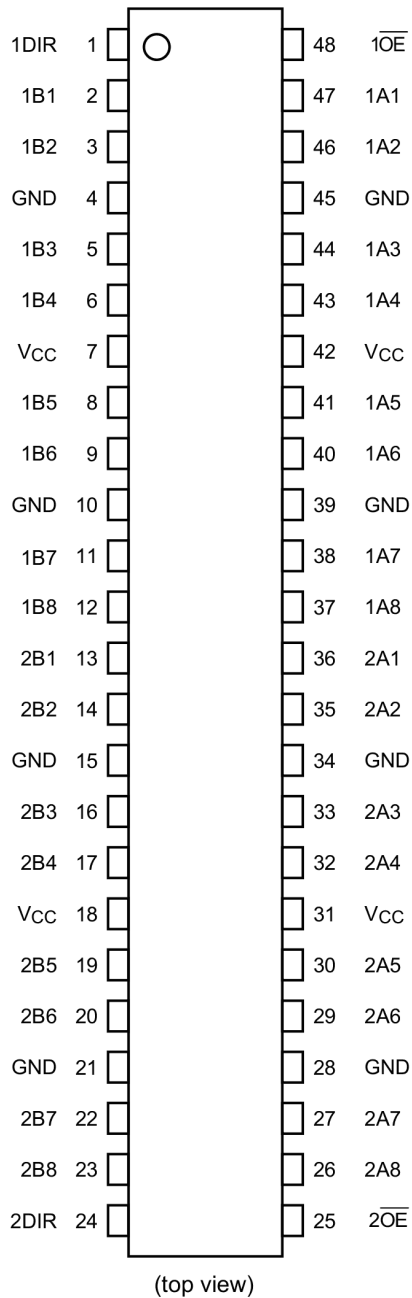 1DIR 1 48 1O̅E̅
1B1 2 47 1A1
1B2 3 46 1A2
GND 4 45 GND
1B3 5 44 1A3
1B4 6 43 1A4
VCC 7 42 VCC
1B5 8 41 1A5
1B6 9 40 1A6
GND 10 39 GND
1B7 11 38 1A7
1B8 12 37 1A8
2B1 13 36 2A1
2B2 14 35 2A2
GND 15 34 GND
2B3 16 33 2A3
2B4 17 32 2A4
VCC 18 31 VCC
2B5 19 30 2A5
2B6 20 29 2A6
GND 21 28 GND
2B7 22 27 2A7
2B8 23 26 2A8
2DIR 24 25 2O̅E̅
(top view)